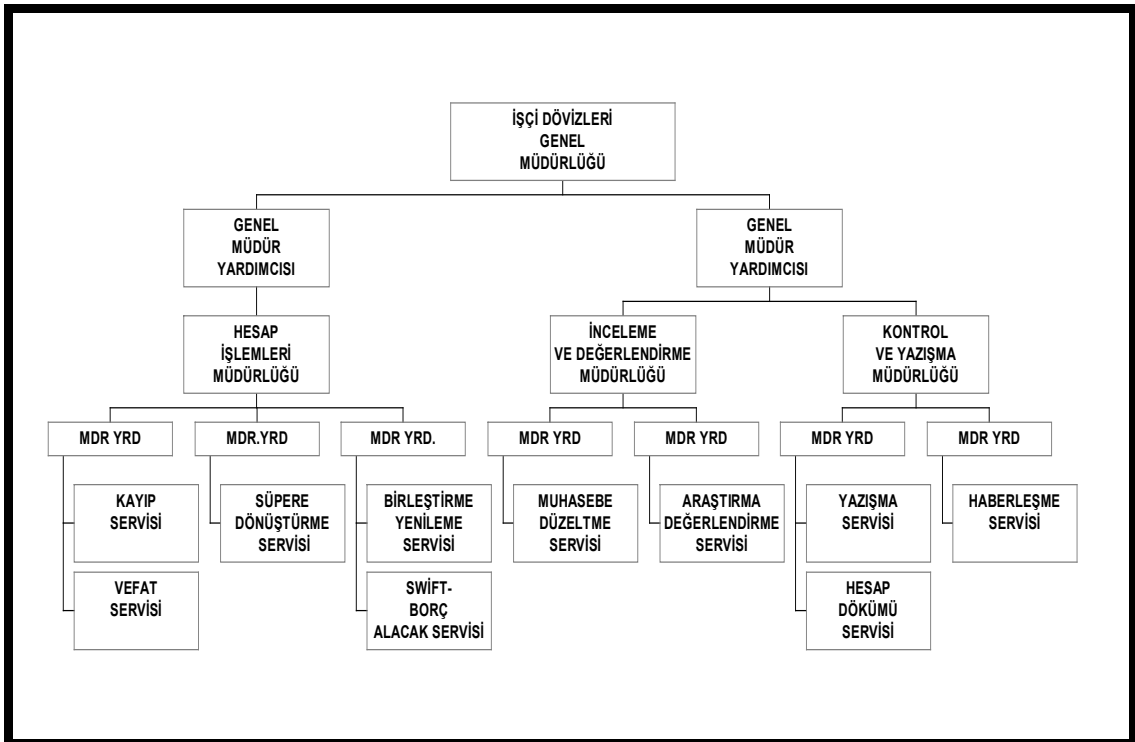 İŞÇİ DÖVİZLERİ
GENEL
MÜDÜRLÜĞÜ
GENEL
MÜDÜR
YARDIMCISI
GENEL
MÜDÜR
YARDIMCISI
HESAP
İŞLEMLERİ
MÜDÜRLÜĞÜ
İNCELEME
VE DEĞERLENDİRME
MÜDÜRLÜĞÜ
KONTROL
VE YAZIŞMA
MÜDÜRLÜĞÜ
MDR YRD
MDR.YRD
MDR YRD.
MDR YRD
MDR YRD
MDR YRD
MDR YRD
KAYIP
SERVİSİ
SÜPERE
DÖNÜŞTÜRME
SERVİSİ
BİRLEŞTİRME
YENİLEME
SERVİSİ
MUHASEBE
DÜZELTME
SERVİSİ
ARAŞTIRMA
DEĞERLENDİRME
SERVİSİ
YAZIŞMA
SERVİSİ
HABERLEŞME
SERVİSİ
VEFAT
SERVİSİ
SWİFT-
BORÇ
ALACAK SERVİSİ
HESAP
DÖKÜMÜ
SERVİSİ